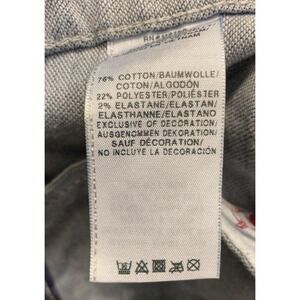 76% COTTON/BAUMWOLLE/
COTON/ALGODÓN
22% POLYESTER/POLIÉSTER
2% ELASTANE/ELASTAN/
ELASTHANNE/ELASTANO
EXCLUSIVE OF DECORATION/
AUSGENOMMEN DEKORATION/
SAUF DÉCORATION/
NO INCLUYE LA DECORACIÓN